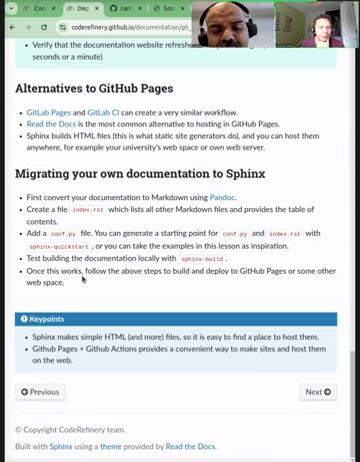 Cod
Dep
ran
Son
coderefinery.github.io/documentation/gh_
Verify that the documentation website refreshe
seconds or a minute)
Alternatives to GitHub Pages
GitLab Pages and GitLab CI can create a very similar workflow.
Read the Docs is the most common alternative to hosting in GitHub Pages.
Sphinx builds HTML files (this is what static site generators do), and you can host them
anywhere, for example your university's web space or own web server.
Migrating your own documentation to Sphinx
First convert your documentation to Markdown using Pandoc.
Create a file index.rst which lists all other Markdown files and provides the table of
contents.
Add a conf.py file. You can generate a starting point for conf.py and index.rst with
sphinx-quickstart , or you can take the examples in this lesson as inspiration.
Test building the documentation locally with sphinx-build .
Once this works, follow the above steps to build and deploy to GitHub Pages or some other
web space.
Keypoints
Sphinx makes simple HTML (and more) files, so it is easy to find a place to host them.
Github Pages + Github Actions provides a convenient way to make sites and host them
on the web.
Previous
Next
© Copyright CodeRefinery team.
Built with Sphinx using a theme provided by Read the Docs.